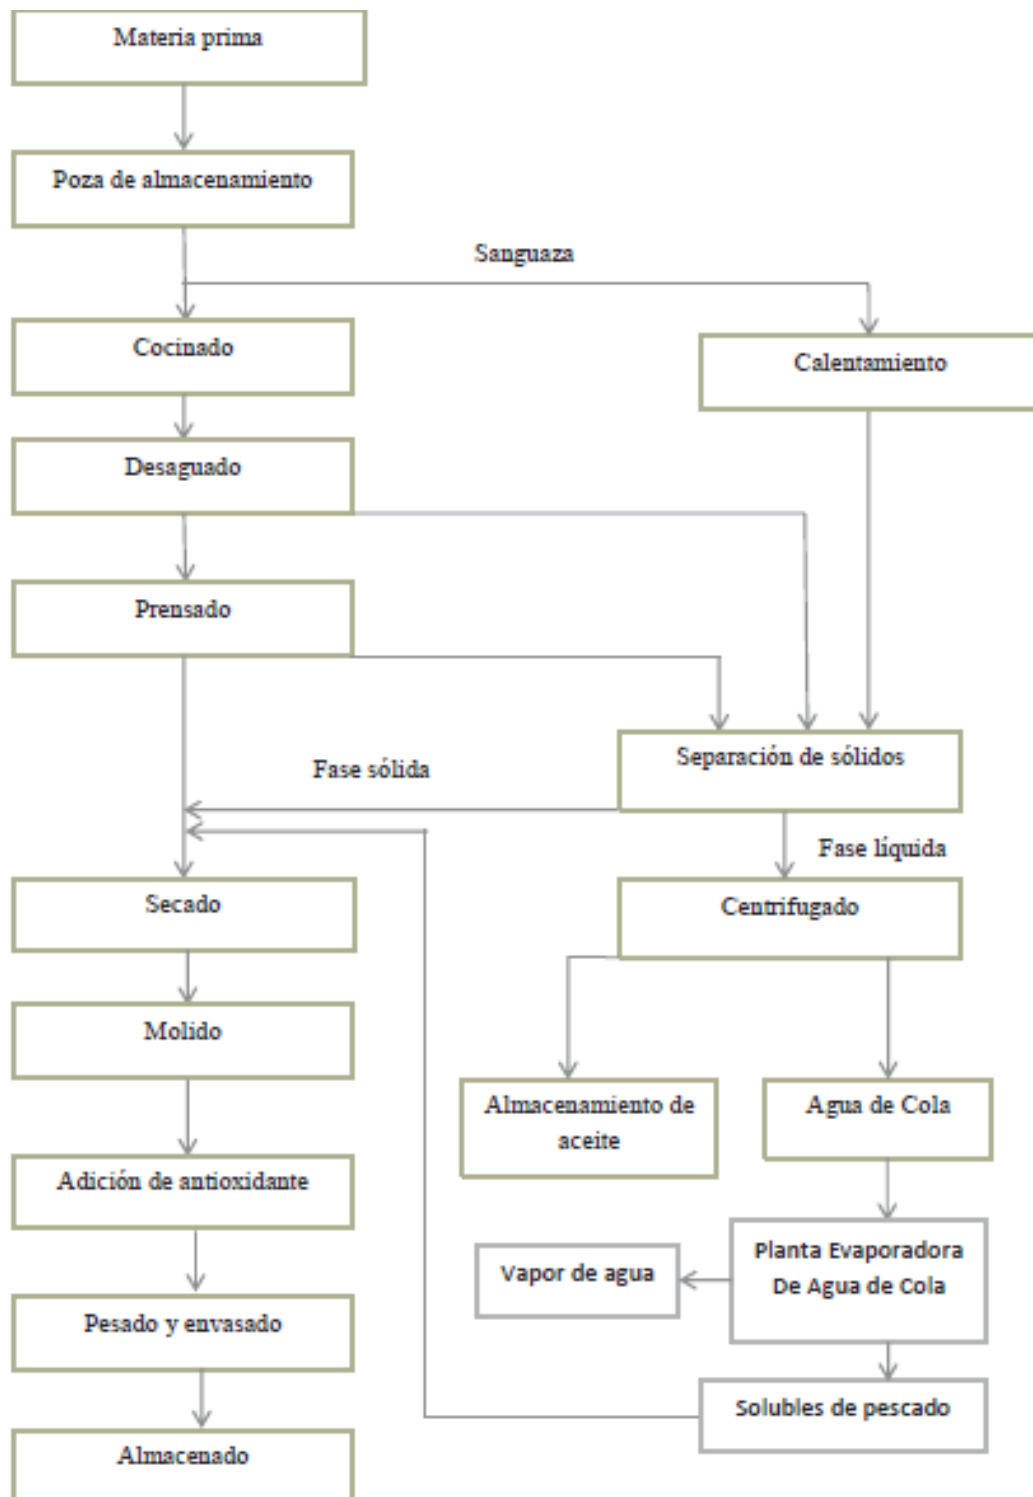 Materia prima
Poza de almacenamiento
Sanguaza
Cocinado
Calentamiento
Desaguado
Prensado
Separación de sólidos
Fase sólida
Fase líquida
Secado
Centrifugado
Molido
Almacenamiento de
aceite
Agua de Cola
Adición de antioxidante
Planta Evaporadora
De Agua de Cola
Vapor de agua
Pesado y envasado
Solubles de pescado
Almacenado